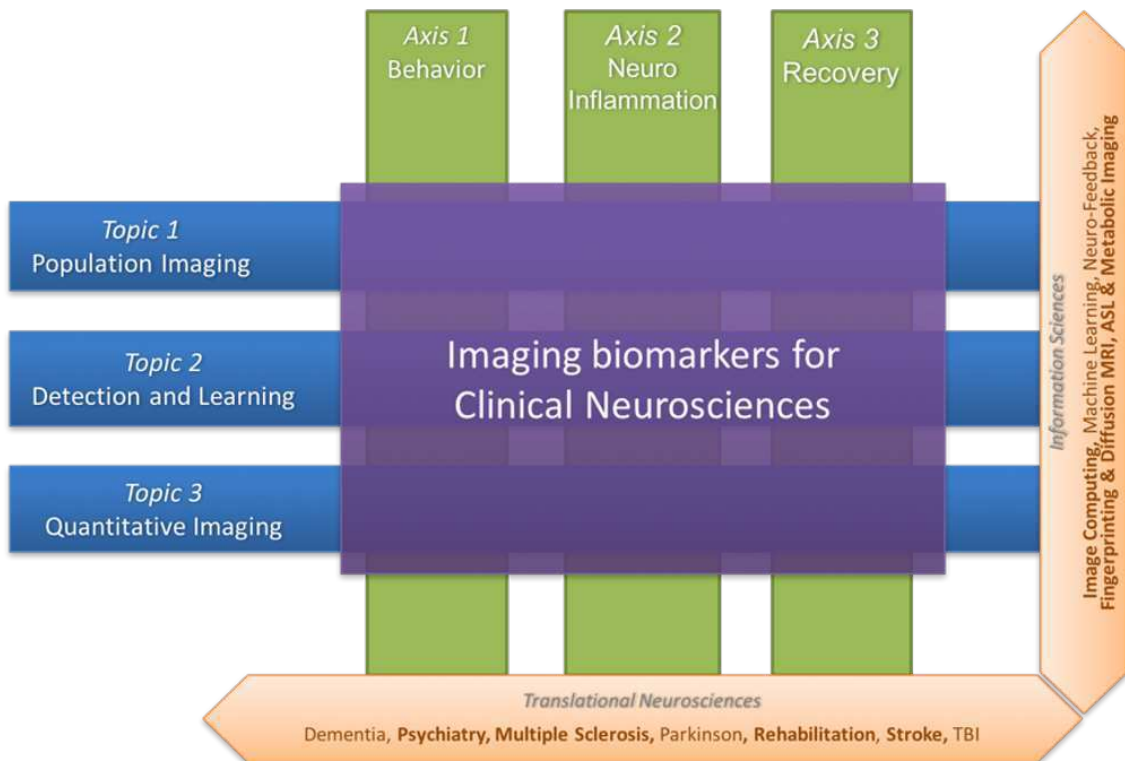 Axis 1
Behavior
Axis 2
Neuro
Inflammation
Axis 3
Recovery
Topic 1
Population Imaging
Topic 2
Detection and Learning
Topic 3
Quantitative Imaging
Imaging biomarkers for
Clinical Neurosciences
Information Sciences
Image Computing, Machine Learning, Neuro-Feedback,
Fingerprinting & Diffusion MRI, ASL & Metabolic Imaging
Translational Neurosciences
Dementia, Psychiatry, Multiple Sclerosis, Parkinson, Rehabilitation, Stroke, TBI